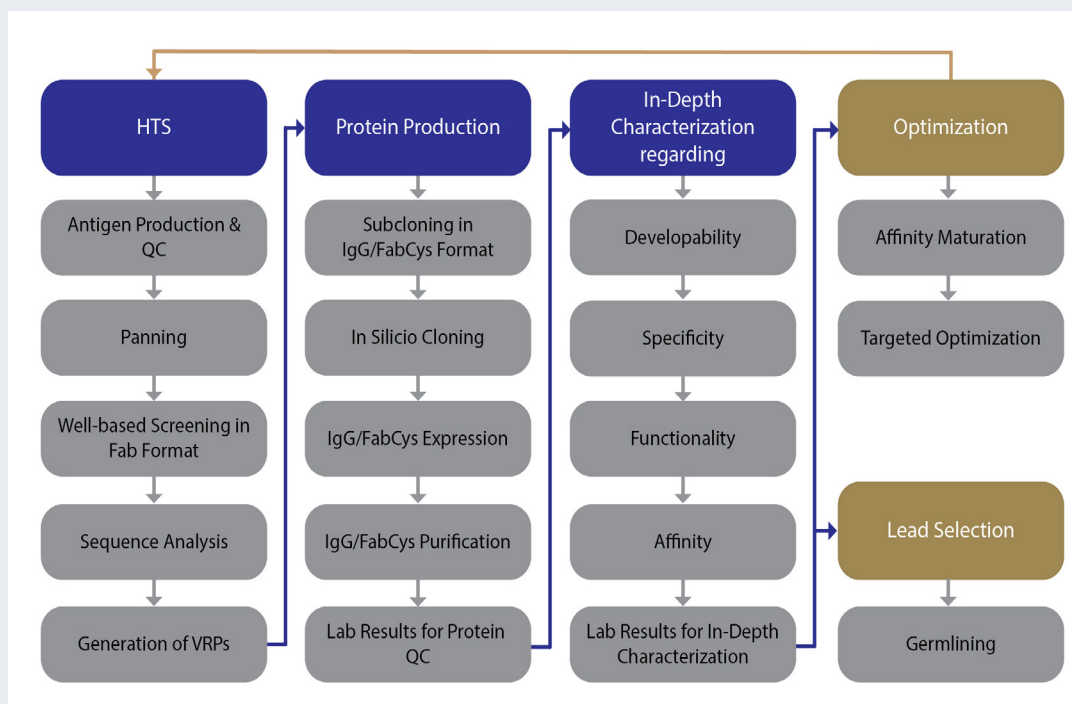 HTS
Antigen Production &
QC
Panning
Well-based Screening in
Fab Format
Sequence Analysis
Generation of VRPs
Protein Production
Subcloning in
IgG/FabCys Format
In Silicio Cloning
IgG/FabCys Expression
IgG/FabCys Purification
Lab Results for Protein
QC
In-Depth
Characterization
regarding
Developability
Specificity
Functionality
Affinity
Lab Results for In-Depth
Characterization
Optimization
Affinity Maturation
Targeted Optimization
Lead Selection
Germlining